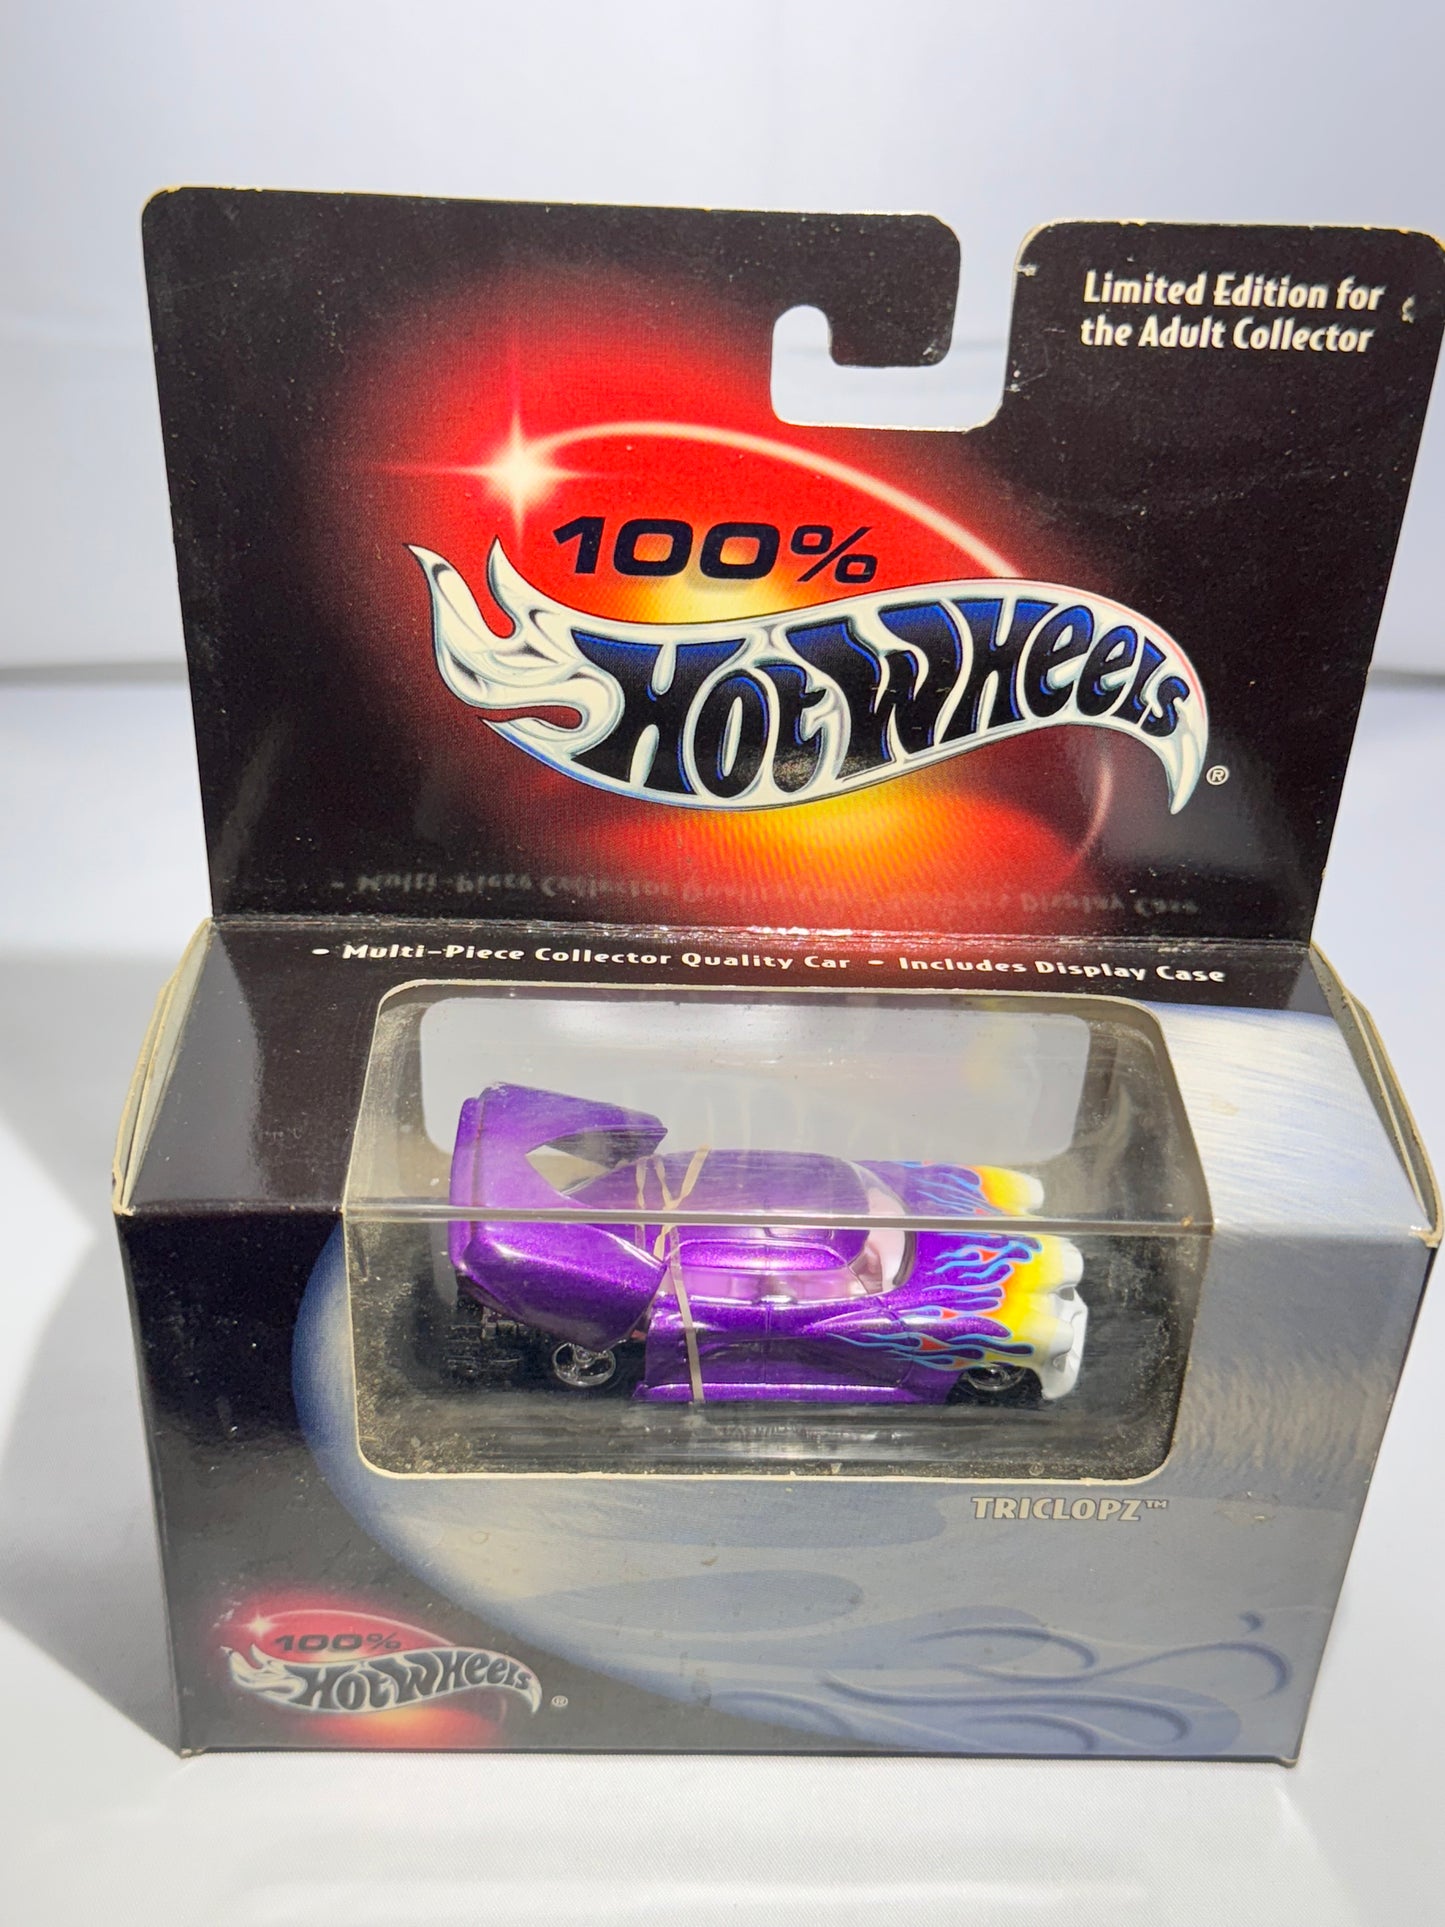 Limited Edition for
the Adult Collector
100%
Hot Wheels ®
• Multi-Piece Collector Quality Car • Includes Display Case
TRICLOPZ™
100%
Hot Wheels ®